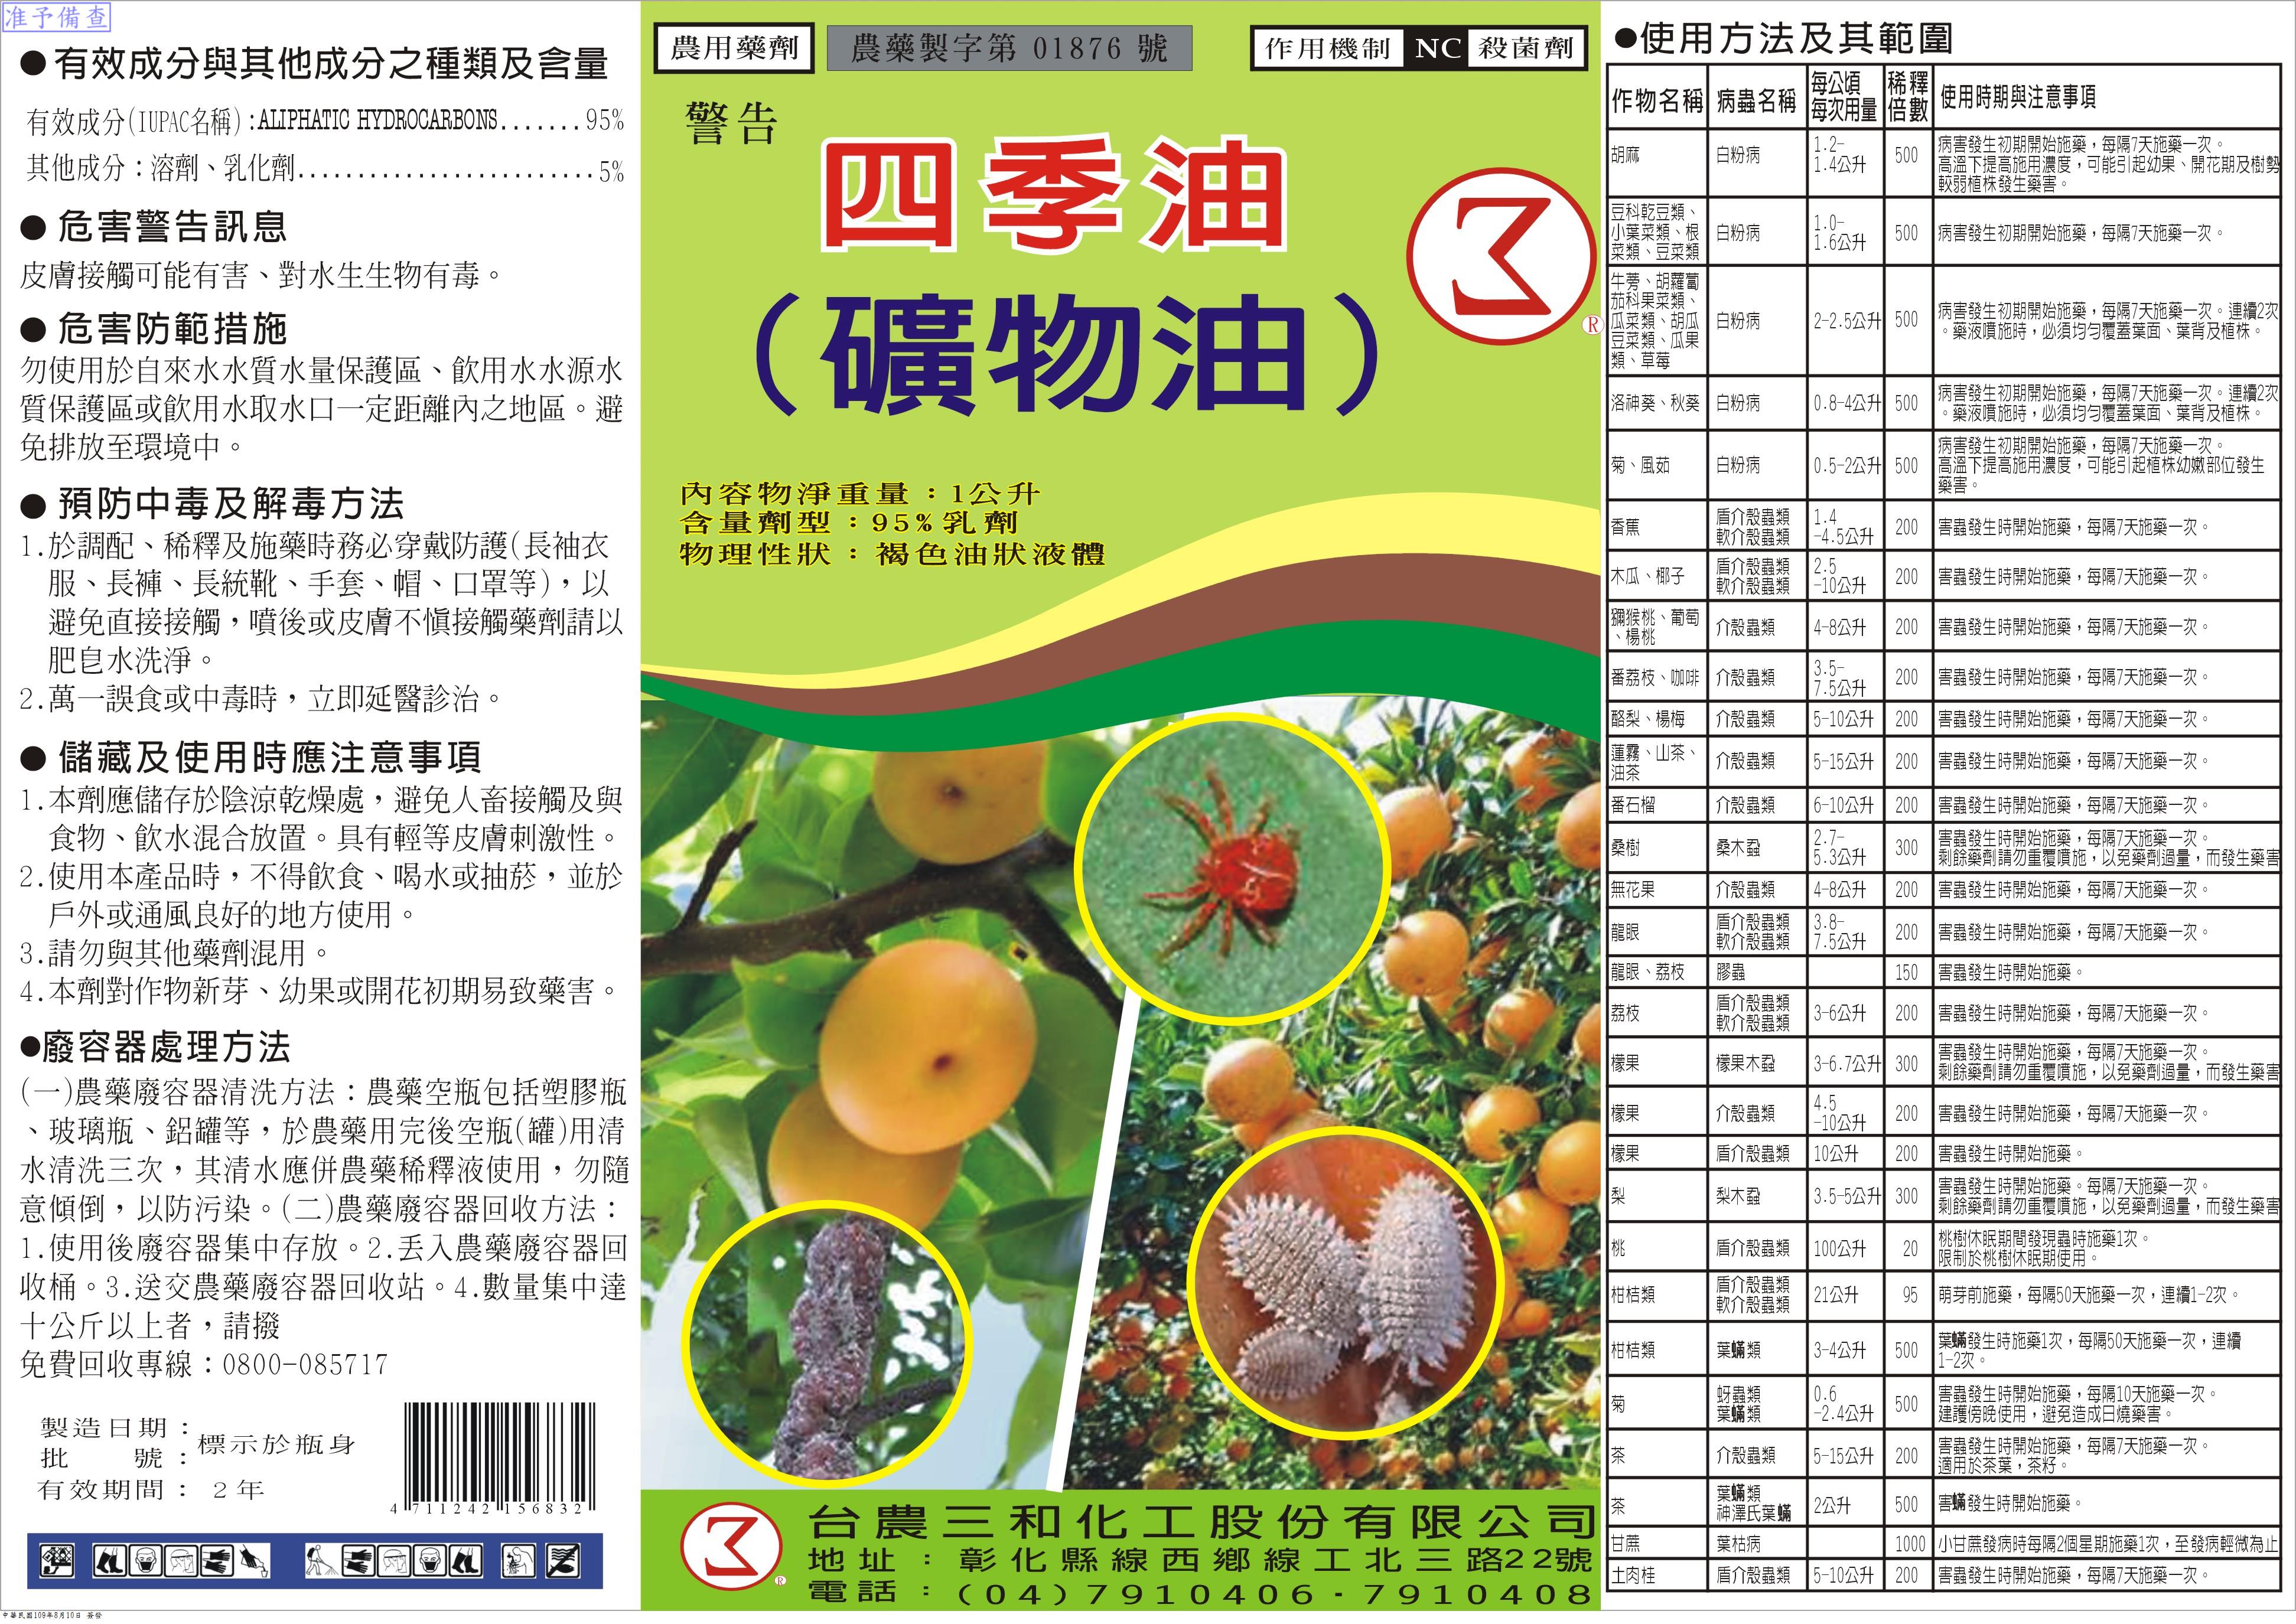 准予備查
● 有效成分與其他成分之種類及含量
有效成分(IUPAC名稱):ALIPHATIC HYDROCARBONS.......95%
其他成分：溶劑、乳化劑.........................5%
● 危害警告訊息
皮膚接觸可能有害、對水生生物有毒。
● 危害防範措施
勿使用於自來水水質水量保護區、飲用水水源水
質保護區或飲用水取水口一定距離內之地區。避
免排放至環境中。
● 預防中毒及解毒方法
1.於調配、稀釋及施藥時務必穿戴防護(長袖衣
服、長褲、長統靴、手套、帽、口罩等)，以
避免直接接觸，噴後或皮膚不慎接觸藥劑請以
肥皂水洗淨。
2.萬一誤食或中毒時，立即延醫診治。
● 儲藏及使用時應注意事項
1.本劑應儲存於陰涼乾燥處，避免人畜接觸及與
食物、飲水混合放置。具有輕等皮膚刺激性。
2.使用本產品時，不得飲食、喝水或抽菸，並於
戶外或通風良好的地方使用。
3.請勿與其他藥劑混用。
4.本劑對作物新芽、幼果或開花初期易致藥害。
●廢容器處理方法
(一)農藥廢容器清洗方法：農藥空瓶包括塑膠瓶
、玻璃瓶、鋁罐等，於農藥用完後空瓶(罐)用清
水清洗三次，其清水應併農藥稀釋液使用，勿隨
意傾倒，以防污染。(二)農藥廢容器回收方法：
1.使用後廢容器集中存放。2.丟入農藥廢容器回
收桶。3.送交農藥廢容器回收站。4.數量集中達
十公斤以上者，請撥
免費回收專線：0800-085717
製造日期：
批　　號：標示於瓶身
有效期間： 2年
4 711242 156832
中華民國109年8月10日 簽發
農用藥劑
農藥製字第 01876 號
作用機制 NC 殺菌劑
警告
四季油
(礦物油)
®
內容物淨重量：1公升
含量劑型：95%乳劑
物理性狀：褐色油狀液體
®
台農三和化工股份有限公司
地址：彰化縣線西鄉線工北三路22號
電話：(04)7910406‧7910408
●使用方法及其範圍
作物名稱 病蟲名稱 每公頃每次用量 稀釋倍數 使用時期與注意事項
胡麻 白粉病 1.2-1.4公升 500 病害發生初期開始施藥，每隔7天施藥一次。
高溫下提高施用濃度，可能引起幼果、開花期及樹勢
較弱植株發生藥害。
豆科乾豆類、
小葉菜類、根
菜類、豆菜類 白粉病 1.0-1.6公升 500 病害發生初期開始施藥，每隔7天施藥一次。
牛蒡、胡蘿蔔
茄科果菜類、
瓜菜類、胡瓜
豆菜類、瓜果
類、草莓 白粉病 2-2.5公升 500 病害發生初期開始施藥，每隔7天施藥一次。連續2次
。藥液噴施時，必須均勻覆蓋葉面、葉背及植株。
洛神葵、秋葵 白粉病 0.8-4公升 500 病害發生初期開始施藥，每隔7天施藥一次。連續2次
。藥液噴施時，必須均勻覆蓋葉面、葉背及植株。
菊、風茹 白粉病 0.5-2公升 500 病害發生初期開始施藥，每隔7天施藥一次。
高溫下提高施用濃度，可能引起植株幼嫩部位發生
藥害。
香蕉 盾介殼蟲類 軟介殼蟲類 1.4-4.5公升 200 害蟲發生時開始施藥，每隔7天施藥一次。
木瓜、椰子 盾介殼蟲類 軟介殼蟲類 2.5-10公升 200 害蟲發生時開始施藥，每隔7天施藥一次。
獼猴桃、葡萄
、楊桃 介殼蟲類 4-8公升 200 害蟲發生時開始施藥，每隔7天施藥一次。
番荔枝、咖啡 介殼蟲類 3.5-7.5公升 200 害蟲發生時開始施藥，每隔7天施藥一次。
酪梨、楊梅 介殼蟲類 5-10公升 200 害蟲發生時開始施藥，每隔7天施藥一次。
蓮霧、山茶、
油茶 介殼蟲類 5-15公升 200 害蟲發生時開始施藥，每隔7天施藥一次。
番石榴 介殼蟲類 6-10公升 200 害蟲發生時開始施藥，每隔7天施藥一次。
桑樹 桑木蝨 2.7-5.3公升 300 害蟲發生時開始施藥，每隔7天施藥一次。
剩餘藥劑請勿重覆噴施，以免藥劑過量，而發生藥害
無花果 介殼蟲類 4-8公升 200 害蟲發生時開始施藥，每隔7天施藥一次。
龍眼 盾介殼蟲類 軟介殼蟲類 3.8-7.5公升 200 害蟲發生時開始施藥，每隔7天施藥一次。
龍眼、荔枝 膠蟲 150 害蟲發生時開始施藥。
荔枝 盾介殼蟲類 軟介殼蟲類 3-6公升 200 害蟲發生時開始施藥，每隔7天施藥一次。
檬果 檬果木蝨 3-6.7公升 300 害蟲發生時開始施藥，每隔7天施藥一次。
剩餘藥劑請勿重覆噴施，以免藥劑過量，而發生藥害
檬果 介殼蟲類 4.5-10公升 200 害蟲發生時開始施藥，每隔7天施藥一次。
檬果 盾介殼蟲類 10公升 200 害蟲發生時開始施藥。
梨 梨木蝨 3.5-5公升 300 害蟲發生時開始施藥。每隔7天施藥一次。
剩餘藥劑請勿重覆噴施，以免藥劑過量，而發生藥害
桃 盾介殼蟲類 100公升 20 桃樹休眠期間發現蟲時施藥1次。
限制於桃樹休眠期使用。
柑桔類 盾介殼蟲類 軟介殼蟲類 21公升 95 萌芽前施藥，每隔50天施藥一次，連續1-2次。
柑桔類 葉蟎類 3-4公升 500 葉蟎發生時施藥1次，每隔50天施藥一次，連續
1-2次。
菊 蚜蟲類 葉蟎類 0.6-2.4公升 500 害蟲發生時開始施藥，每隔10天施藥一次。
建護傍晚使用，避免造成日燒藥害。
茶 介殼蟲類 5-15公升 200 害蟲發生時開始施藥，每隔7天施藥一次。
適用於茶葉，茶籽。
茶 葉蟎類 神澤氏葉蟎 2公升 500 害蟎發生時開始施藥。
甘蔗 葉枯病 1000 小甘蔗發病時每隔2個星期施藥1次，至發病輕微為止
土肉桂 盾介殼蟲類 5-10公升 200 害蟲發生時開始施藥，每隔7天施藥一次。